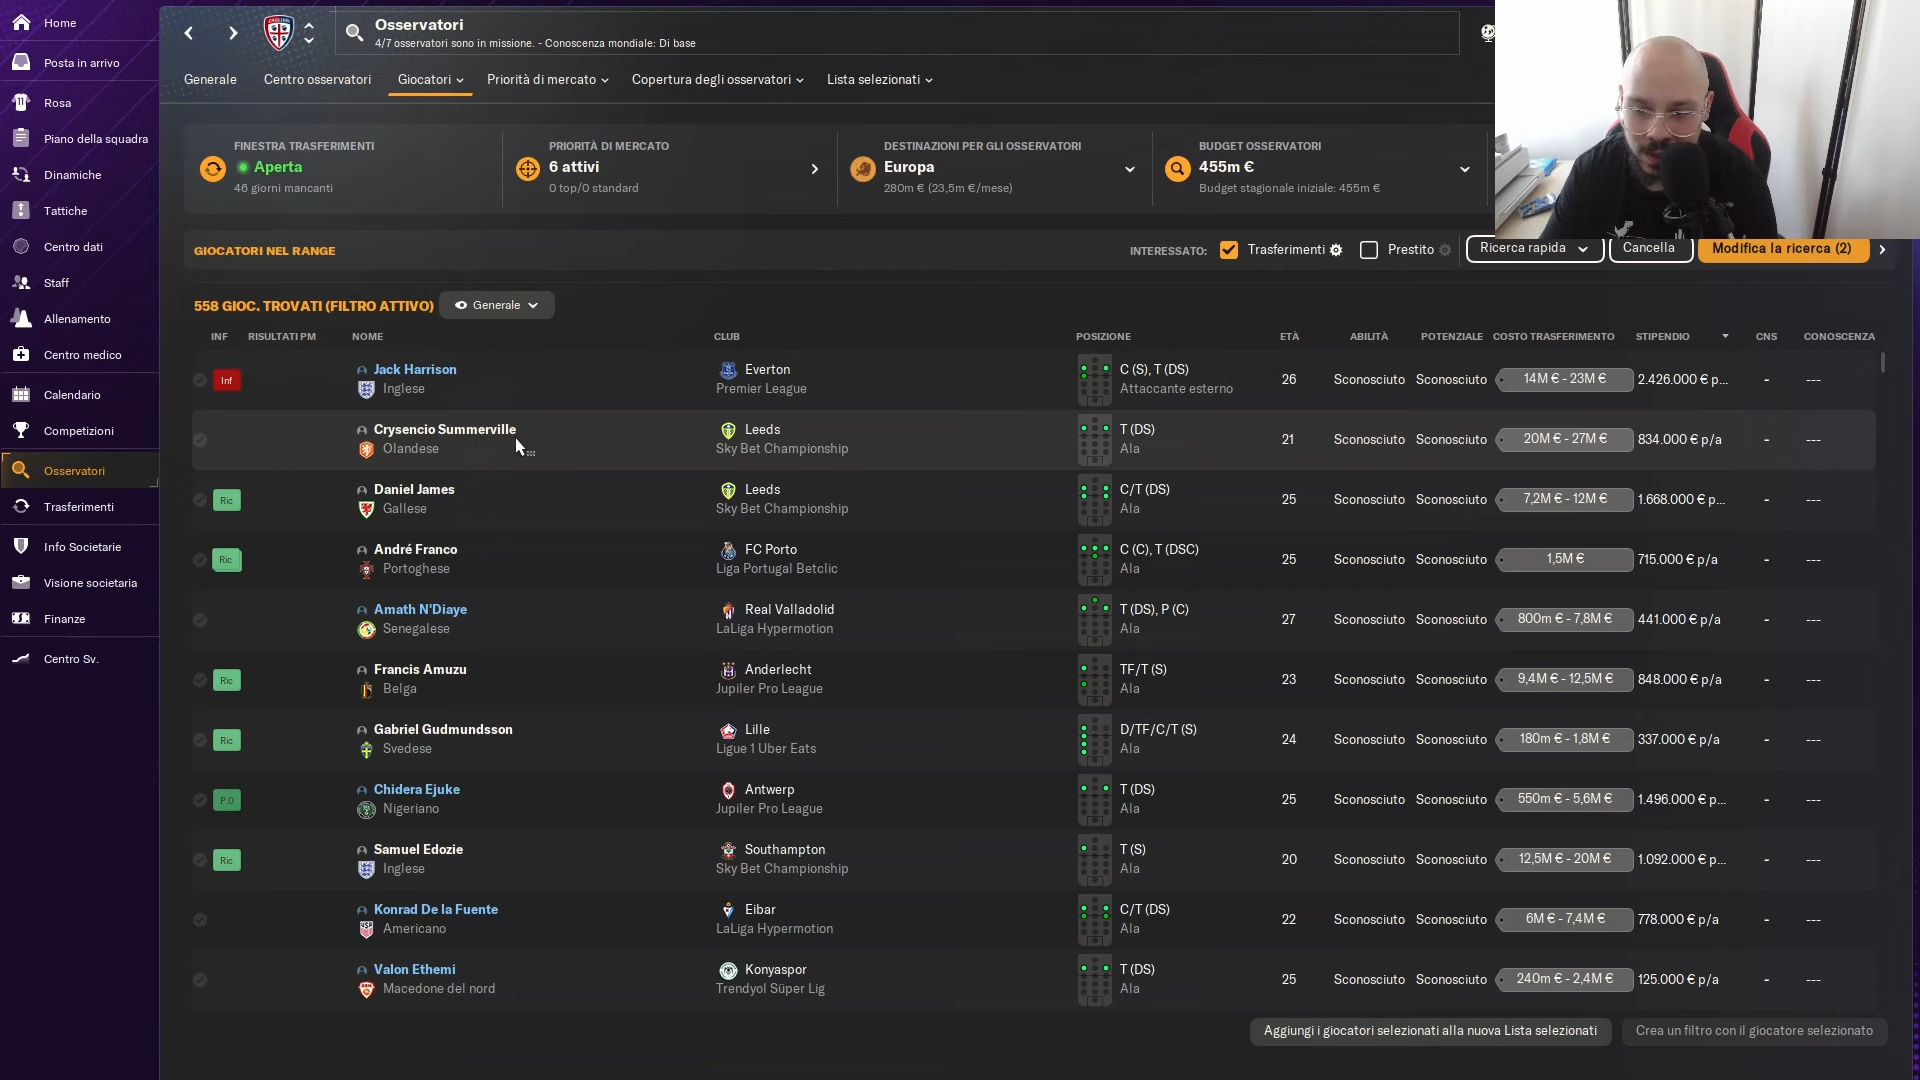 Home
Posta in arrivo
Rosa
Piano della squadra
Dinamiche
Tattiche
Centro dati
Staff
Allenamento
Centro medico
Calendario
Competizioni
Osservatori
Trasferimenti
Info Societarie
Visione societaria
Finanze
Centro Sv.
Osservatori
4/7 osservatori sono in missione. - Conoscenza mondiale: Di base
Generale Centro osservatori Giocatori Priorità di mercato Copertura degli osservatori Lista selezionati
FINESTRA TRASFERIMENTI
Aperta
46 giorni mancanti
PRIORITÀ DI MERCATO
6 attivi
0 top/0 standard
DESTINAZIONI PER GLI OSSERVATORI
Europa
280m € (23,5m €/mese)
BUDGET OSSERVATORI
455m €
Budget stagionale iniziale: 455m €
GIOCATORI NEL RANGE
INTERESSATO: Trasferimenti Prestito Ricerca rapida Cancella Modifica la ricerca (2)
558 GIOC. TROVATI (FILTRO ATTIVO) Generale
INF RISULTATI PM NOME CLUB POSIZIONE ETÀ ABILITÀ POTENZIALE COSTO TRASFERIMENTO STIPENDIO CNS CONOSCENZA
Inf Jack Harrison Everton C (S), T (DS) 26 Sconosciuto Sconosciuto 14M € - 23M € 2.426.000 € p... - ---
Inglese Premier League Attaccante esterno
Crysencio Summerville Leeds T (DS) 21 Sconosciuto Sconosciuto 20M € - 27M € 834.000 € p/a - ---
Olandese Sky Bet Championship Ala
Ric Daniel James Leeds C/T (DS) 25 Sconosciuto Sconosciuto 7,2M € - 12M € 1.668.000 € p... - ---
Gallese Sky Bet Championship Ala
Ric André Franco FC Porto C (C), T (DSC) 25 Sconosciuto Sconosciuto 1,5M € 715.000 € p/a - ---
Portoghese Liga Portugal Betclic Ala
Amath N'Diaye Real Valladolid T (DS), P (C) 27 Sconosciuto Sconosciuto 800m € - 7,8M € 441.000 € p/a - ---
Senegalese LaLiga Hypermotion Ala
Ric Francis Amuzu Anderlecht TF/T (S) 23 Sconosciuto Sconosciuto 9,4M € - 12,5M € 848.000 € p/a - ---
Belga Jupiler Pro League Ala
Ric Gabriel Gudmundsson Lille D/TF/C/T (S) 24 Sconosciuto Sconosciuto 180m € - 1,8M € 337.000 € p/a - ---
Svedese Ligue 1 Uber Eats Ala
P.O Chidera Ejuke Antwerp T (DS) 25 Sconosciuto Sconosciuto 550m € - 5,6M € 1.496.000 € p... - ---
Nigeriano Jupiler Pro League Ala
Ric Samuel Edozie Southampton T (S) 20 Sconosciuto Sconosciuto 12,5M € - 20M € 1.092.000 € p... - ---
Inglese Sky Bet Championship Ala
Konrad De la Fuente Eibar C/T (DS) 22 Sconosciuto Sconosciuto 6M € - 7,4M € 778.000 € p/a - ---
Americano LaLiga Hypermotion Ala
Valon Ethemi Konyaspor T (DS) 25 Sconosciuto Sconosciuto 240m € - 2,4M € 125.000 € p/a - ---
Macedone del nord Trendyol Süper Lig Ala
Aggiungi i giocatori selezionati alla nuova Lista selezionati Crea un filtro con il giocatore selezionato